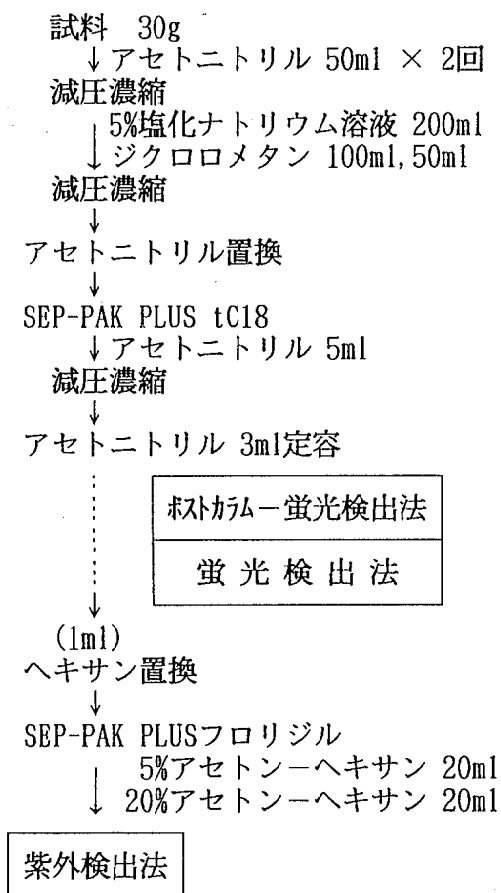 試料 30g
↓アセトニトリル 50ml × 2回
減圧濃縮
5%塩化ナトリウム溶液 200ml
↓ジクロロメタン 100ml,50ml
減圧濃縮
↓
アセトニトリル置換
↓
SEP-PAK PLUS tC18
↓アセトニトリル 5ml
減圧濃縮
↓
アセトニトリル 3ml定容
ポストカラム－蛍光検出法
蛍光検出法
↓
(1ml)
ヘキサン置換
↓
SEP-PAK PLUSフロリジル
5%アセトン－ヘキサン 20ml
↓ 20%アセトン－ヘキサン 20ml
紫外検出法